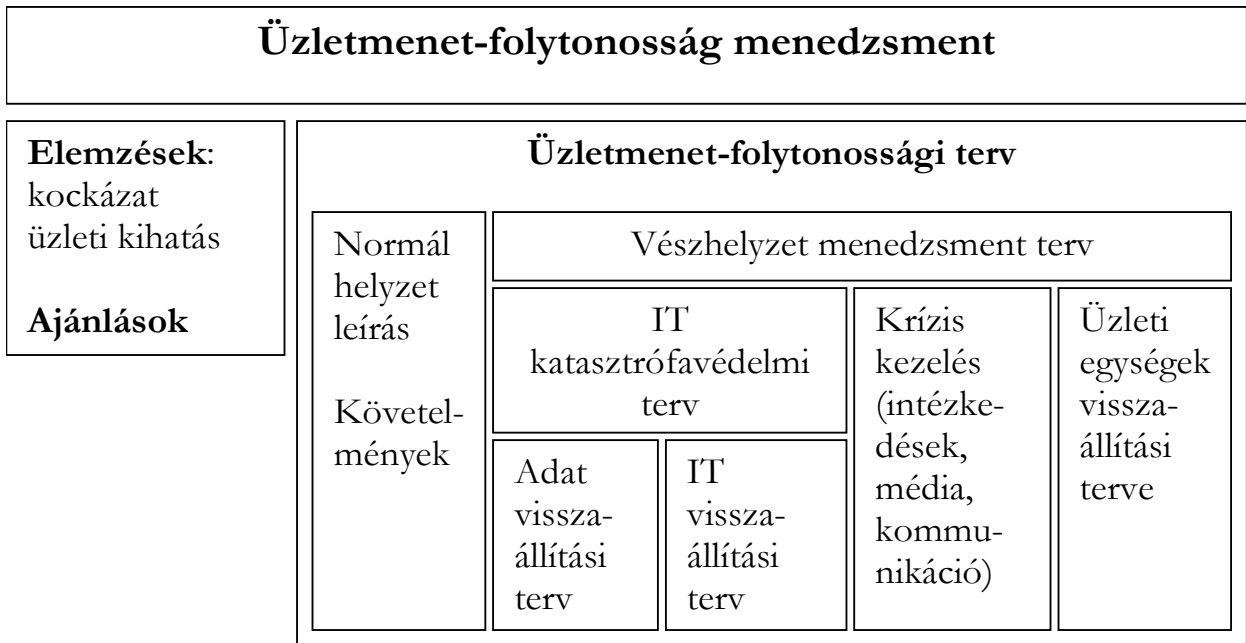 Üzletmenet-folytonosság menedzsment
Elemzések:
kockázat
üzleti kihatás
Ajánlások
Üzletmenet-folytonossági terv
Normál
helyzet
leírás
Követel-
mények
Vészhelyzet menedzsment terv
IT
katasztrófavédelmi
terv
Adat
vissza-
állítási
terv
IT
vissza-
állítási
terv
Krízis
kezelés
(intézke-
dések,
média,
kommu-
nikáció)
Üzleti
egységek
vissza-
állítási
terve